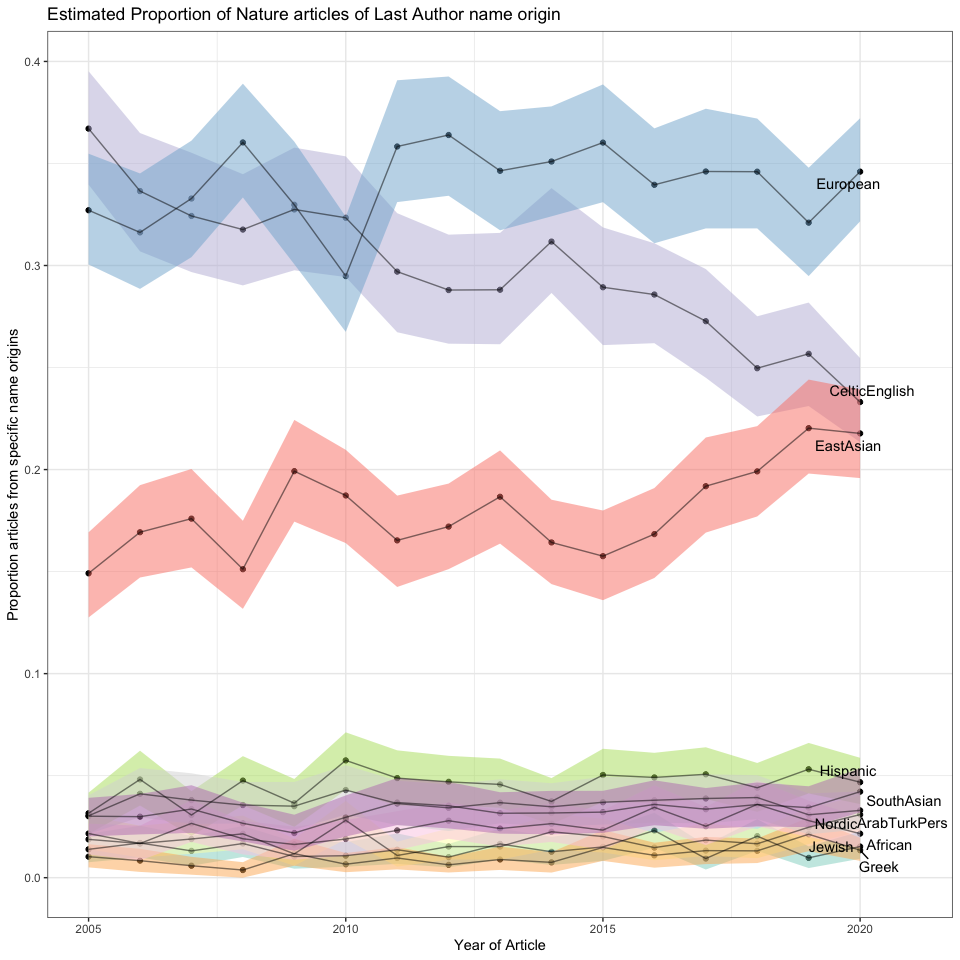 Estimated Proportion of Nature articles of Last Author name origin
Proportion articles from specific name origins
0.4
0.3
0.2
0.1
0.0
European
CelticEnglish
EastAsian
Hispanic
SouthAsian
NordicArabTurkPers
Jewish
African
Greek
2005
2010
2015
2020
Year of Article